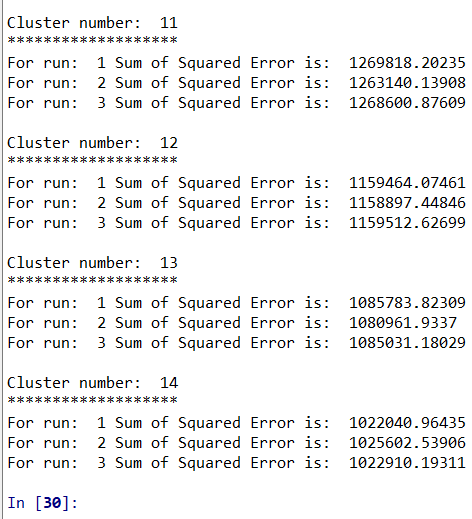 Cluster number:  11
*******************
For run:  1 Sum of Squared Error is:  1269818.20235
For run:  2 Sum of Squared Error is:  1263140.13908
For run:  3 Sum of Squared Error is:  1268600.87609
Cluster number:  12
*******************
For run:  1 Sum of Squared Error is:  1159464.07461
For run:  2 Sum of Squared Error is:  1158897.44846
For run:  3 Sum of Squared Error is:  1159512.62699
Cluster number:  13
*******************
For run:  1 Sum of Squared Error is:  1085783.82309
For run:  2 Sum of Squared Error is:  1080961.9337
For run:  3 Sum of Squared Error is:  1085031.18029
Cluster number:  14
*******************
For run:  1 Sum of Squared Error is:  1022040.96435
For run:  2 Sum of Squared Error is:  1025602.53906
For run:  3 Sum of Squared Error is:  1022910.19311
In [30]: